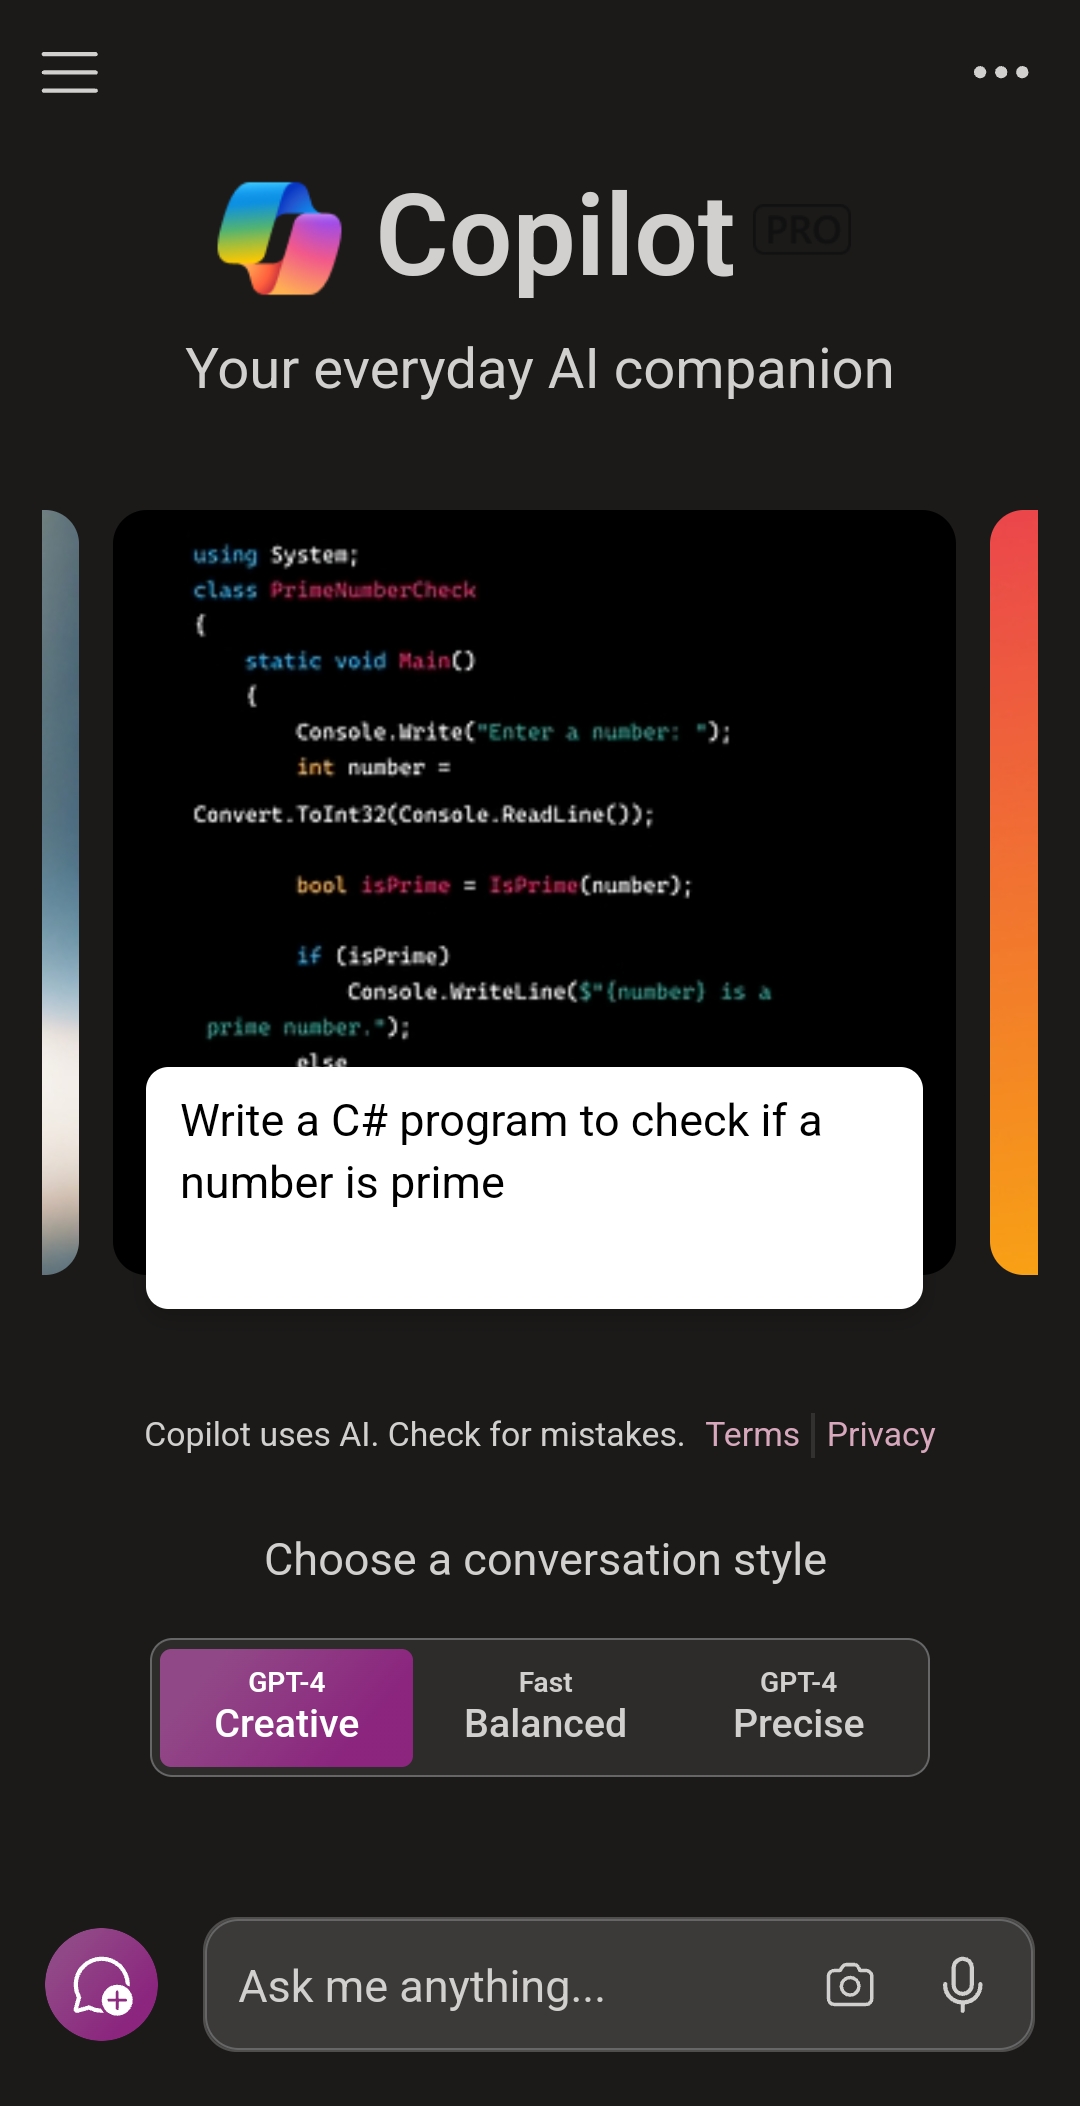 Copilot PRO
Your everyday AI companion
using System;
class PrimeNumberCheck
{
static void Main()
{
Console.Write("Enter a number: ");
int number =
Convert.ToInt32(Console.ReadLine());
bool isPrime = IsPrime(number);
if (isPrime)
Console.WriteLine($"{number} is a
prime number.");
else
Write a C# program to check if a
number is prime
Copilot uses AI. Check for mistakes. Terms | Privacy
Choose a conversation style
GPT-4 Fast GPT-4
Creative Balanced Precise
Ask me anything...